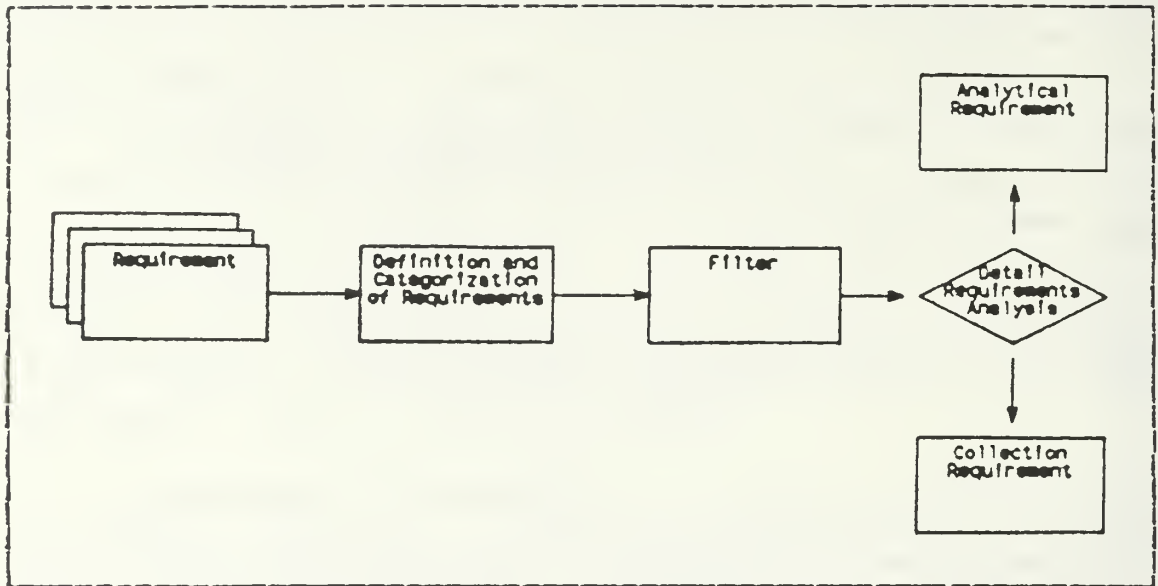 Analytical
Requirement
Requirement
Definition and
Categorization
of Requirements
Filter
Detail
Requirements
Analysis
Collection
Requirement